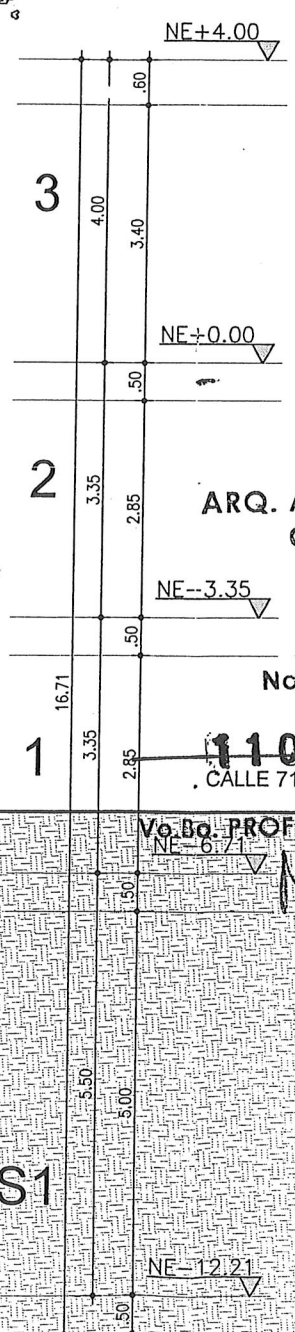 NE+4.00
.60
3
4.00
3.40
NE+0.00
.50
2
3.35
2.85
ARQ.
NE--3.35
.50
16.71
No
1
3.35
2.85
110
CALLE 71
Vo.Bo. PROF
NE-6.71
.50
5.50
5.00
S1
NE-12.21
.50